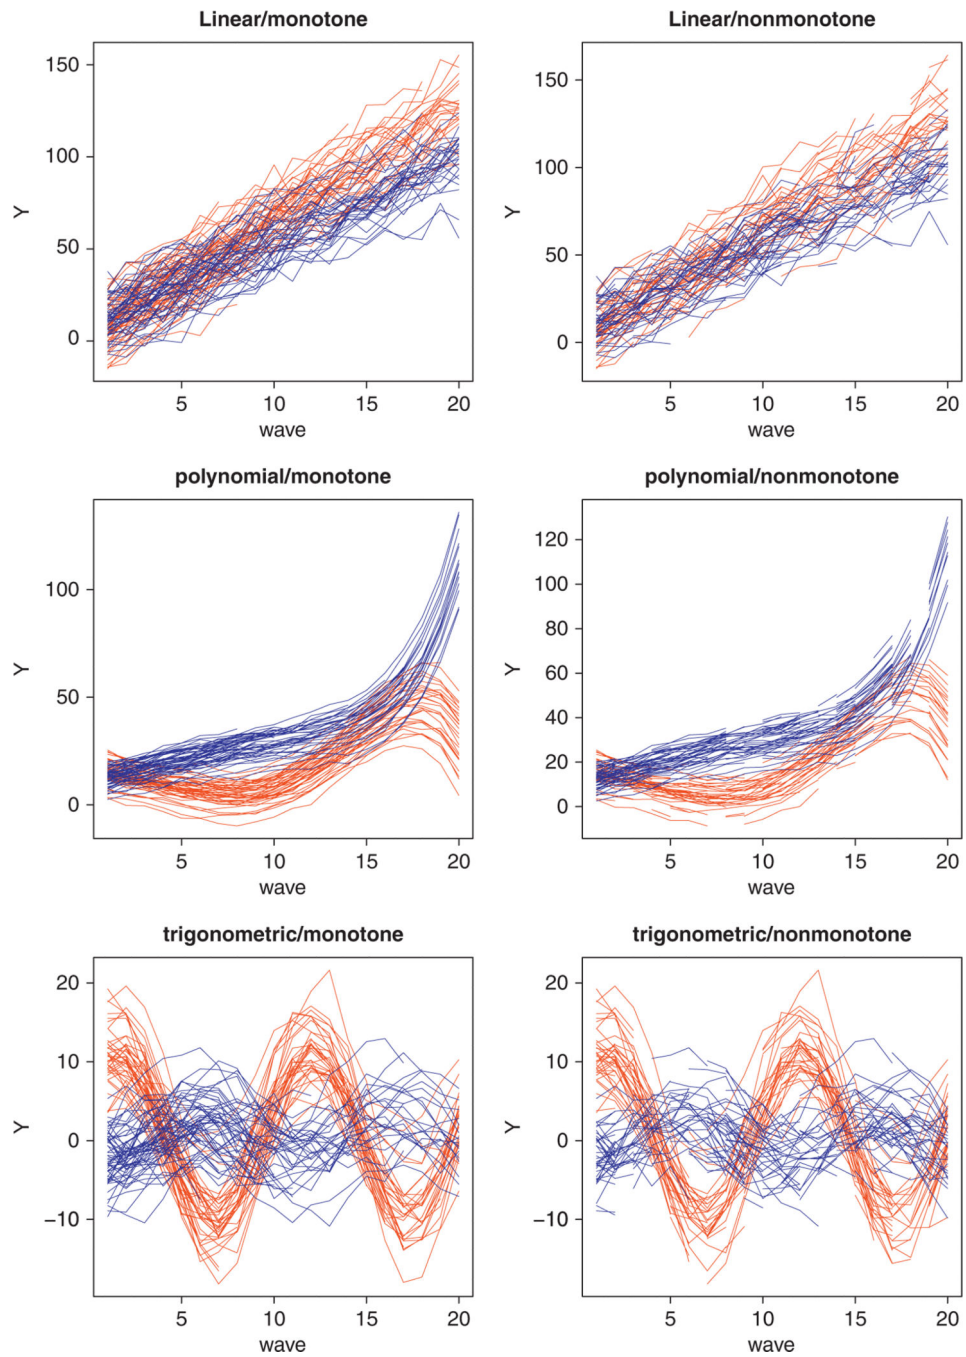 Linear/monotone
Y
150
100
50
0
5 10 15 20
wave
Linear/nonmonotone
Y
150
100
50
0
5 10 15 20
wave
polynomial/monotone
Y
100
50
0
5 10 15 20
wave
polynomial/nonmonotone
Y
120
100
80
60
40
20
0
5 10 15 20
wave
trigonometric/monotone
Y
20
10
0
−10
5 10 15 20
wave
trigonometric/nonmonotone
Y
20
10
0
−10
5 10 15 20
wave